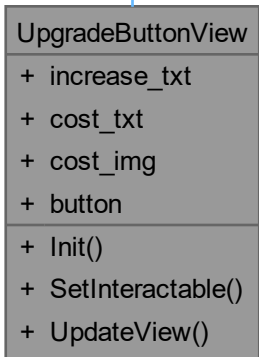 UpgradeButtonView
+ increase_txt
+ cost_txt
+ cost_img
+ button
+ Init()
+ SetInteractable()
+ UpdateView()